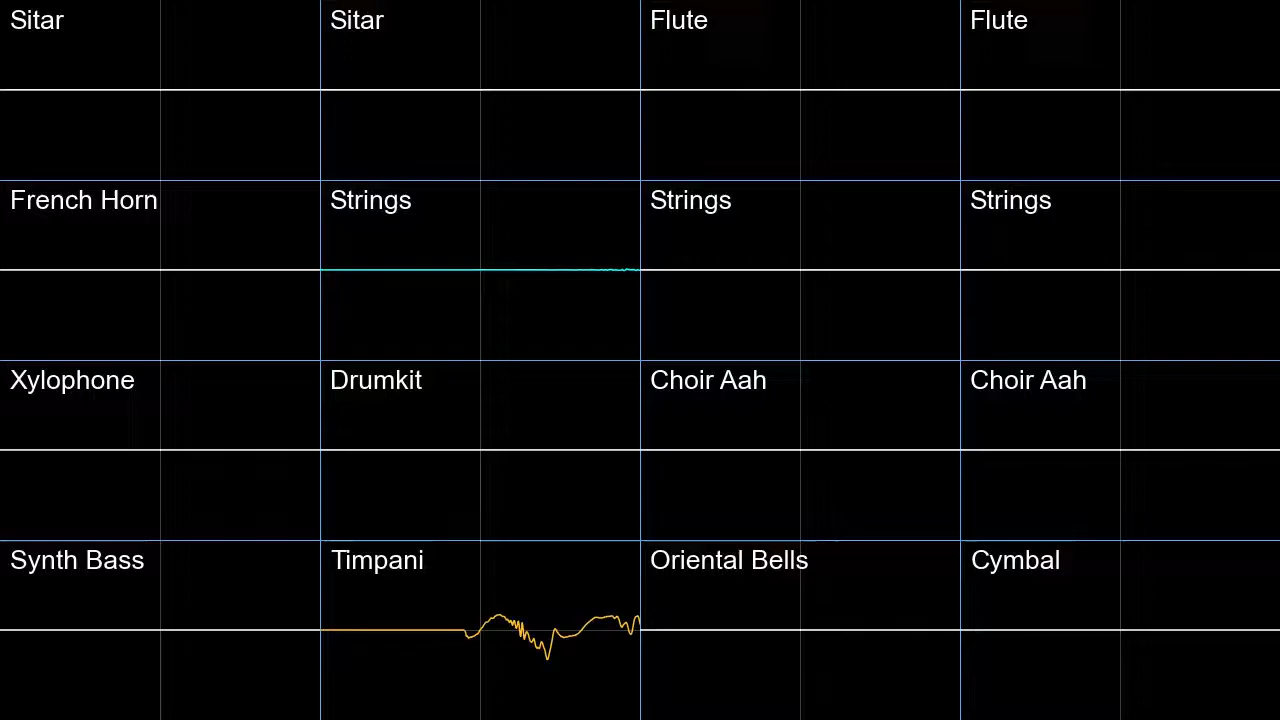 Sitar
Sitar
Flute
Flute
French Horn
Strings
Strings
Strings
Xylophone
Drumkit
Choir Aah
Choir Aah
Synth Bass
Timpani
Oriental Bells
Cymbal